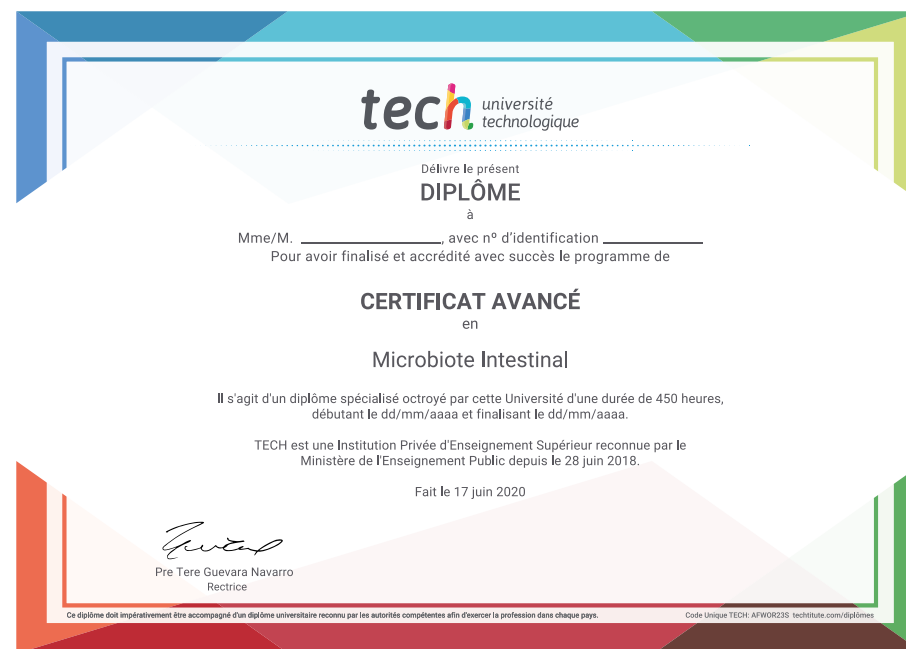 tech université
technologique
Délivre le présent
DIPLÔME
à
Mme/M. ____________________, avec nº d'identification ______________
Pour avoir finalisé et accrédité avec succès le programme de
CERTIFICAT AVANCÉ
en
Microbiote Intestinal
Il s'agit d'un diplôme spécialisé octroyé par cette Université d'une durée de 450 heures,
débutant le dd/mm/aaaa et finalisant le dd/mm/aaaa.
TECH est une Institution Privée d'Enseignement Supérieur reconnue par le
Ministère de l'Enseignement Public depuis le 28 juin 2018.
Fait le 17 juin 2020
Pre Tere Guevara Navarro
Rectrice
Ce diplôme doit impérativement être accompagné d'un diplôme universitaire reconnu par les autorités compétentes afin d'exercer la profession dans chaque pays.
Code Unique TECH: AFWOR23S techtitute.com/diplômes